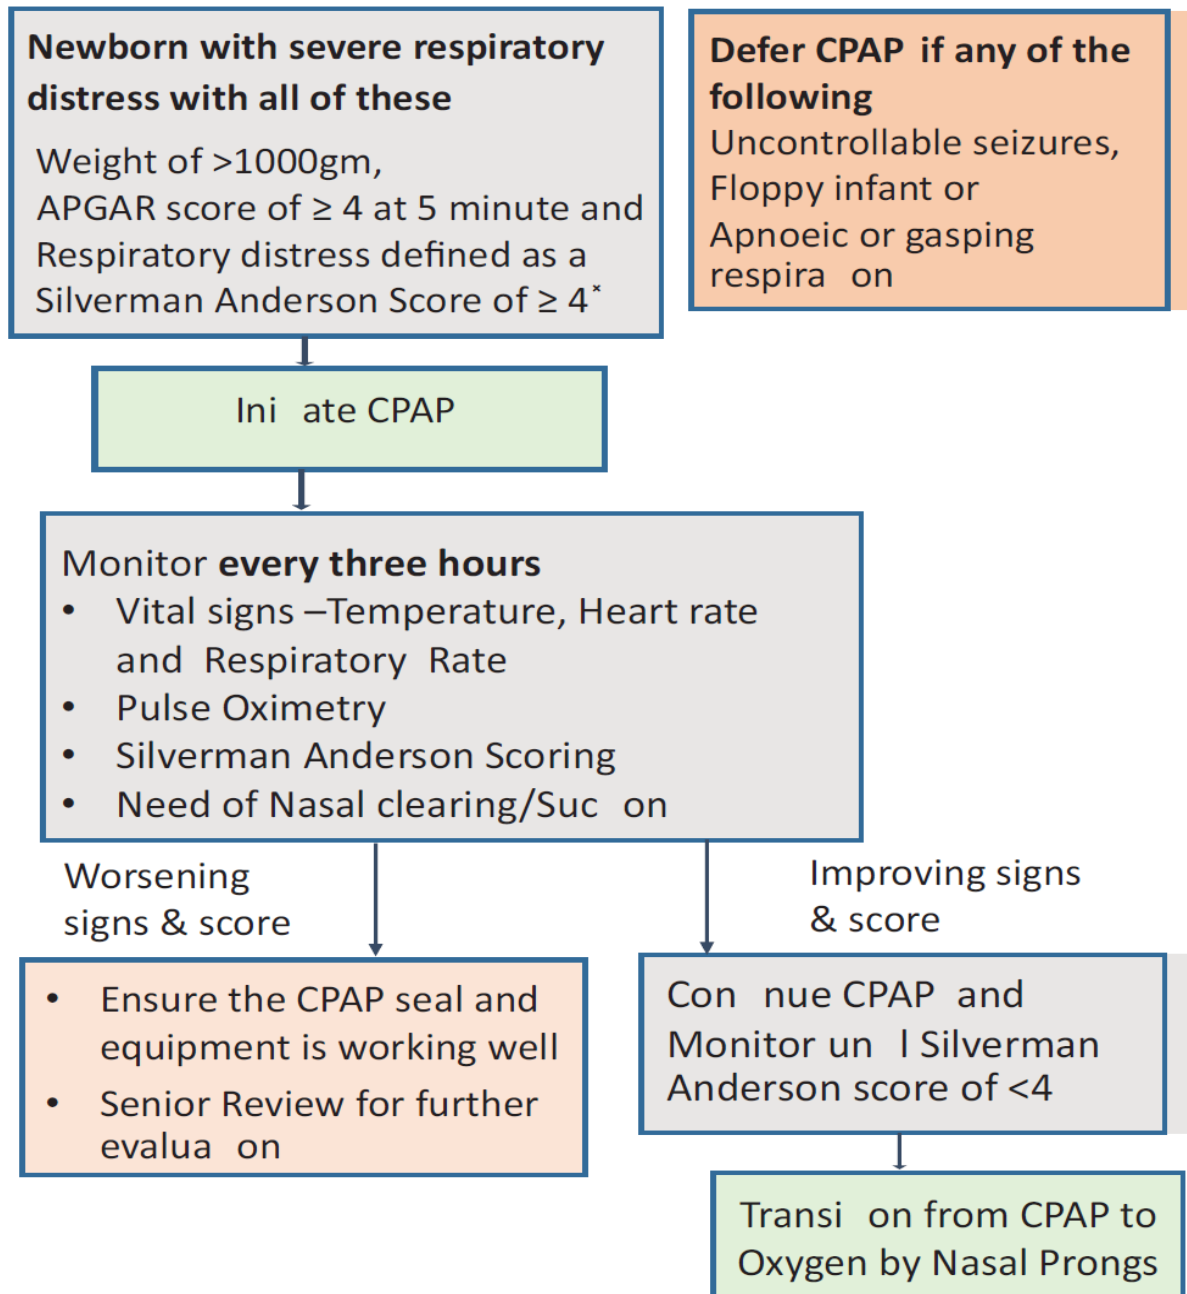 Newborn with severe respiratory
distress with all of these
Weight of >1000gm,
APGAR score of ≥ 4 at 5 minute and
Respiratory distress defined as a
Silverman Anderson Score of ≥ 4*
Defer CPAP if any of the
following
Uncontrollable seizures,
Floppy infant or
Apnoeic or gasping
respira on
Ini ate CPAP
Monitor every three hours
• Vital signs –Temperature, Heart rate
and Respiratory Rate
• Pulse Oximetry
• Silverman Anderson Scoring
• Need of Nasal clearing/Suc on
Worsening
signs & score
Improving signs
& score
• Ensure the CPAP seal and
equipment is working well
• Senior Review for further
evalua on
Con nue CPAP and
Monitor un l Silverman
Anderson score of <4
Transi on from CPAP to
Oxygen by Nasal Prongs